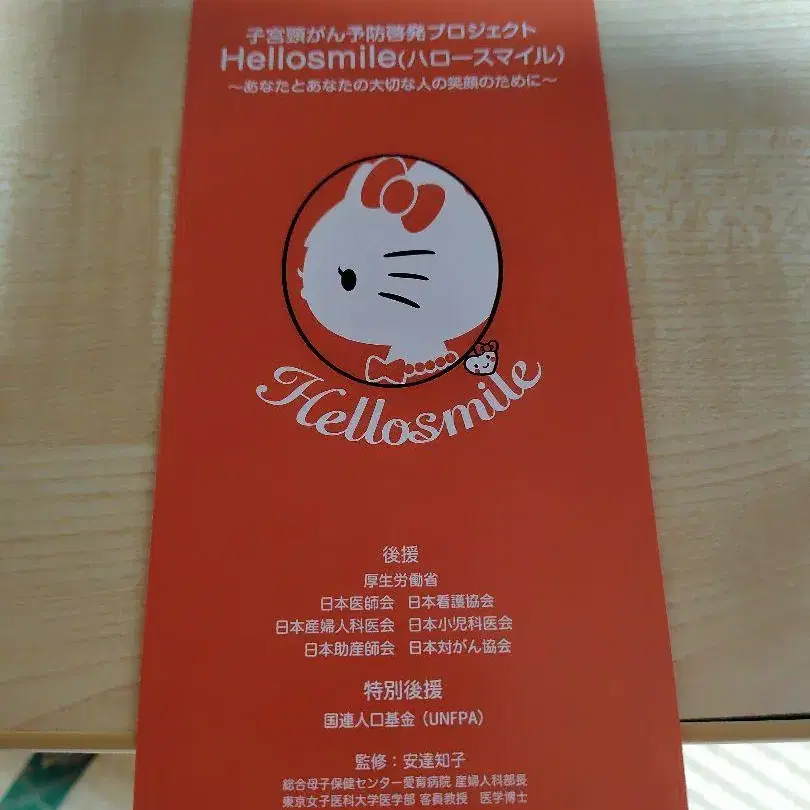 子宮頸がん予防啓発プロジェクト
Hellosmile(ハロースマイル)
～あなたとあなたの大切な人の笑顔のために～
Hellosmile
後援
厚生労働省
日本医師会 日本看護協会
日本産婦人科医会 日本小児科医会
日本助産師会 日本対がん協会
特別後援
国連人口基金（UNFPA）
監修：安達知子
総合母子保健センター愛育病院 産婦人科部長
東京女子医科大学医学部 客員教授 医学博士